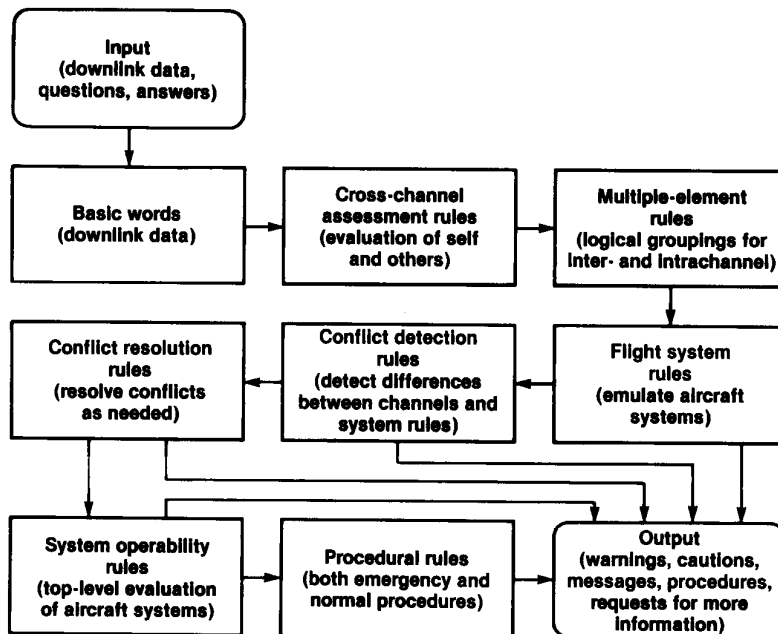 Input
(downlink data,
questions, answers)
Basic words
(downlink data)
Cross-channel
assessment rules
(evaluation of self
and others)
Multiple-element
rules
(logical groupings for
inter- and intrachannel)
Conflict resolution
rules
(resolve conflicts
as needed)
Conflict detection
rules
(detect differences
between channels and
system rules)
Flight system
rules
(emulate aircraft
systems)
System operability
rules
(top-level evaluation
of aircraft systems)
Procedural rules
(both emergency and
normal procedures)
Output
(warnings, cautions,
messages, procedures,
requests for more
information)